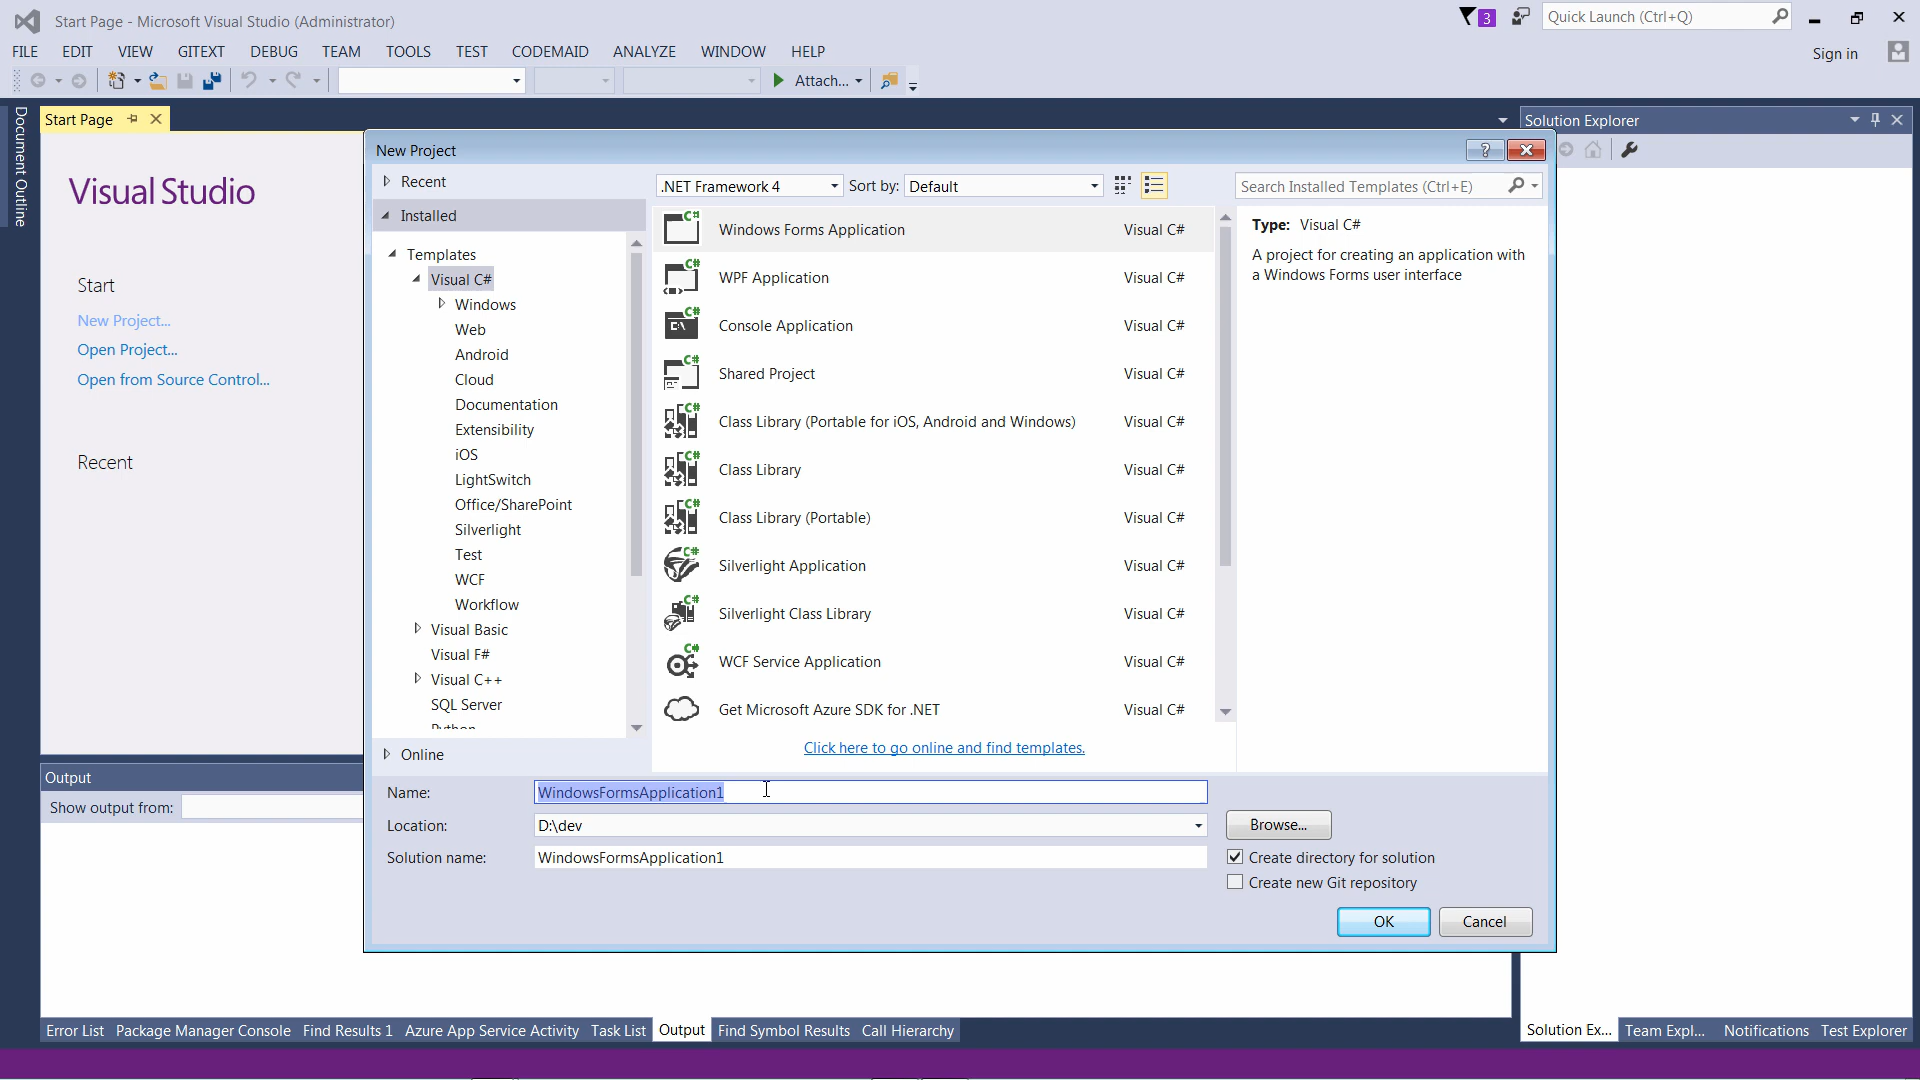 Start Page - Microsoft Visual Studio (Administrator)
3
Quick Launch (Ctrl+Q)
FILE EDIT VIEW GITEXT DEBUG TEAM TOOLS TEST CODEMAID ANALYZE WINDOW HELP
Sign in
Attach...
Document Outline
Start Page
Solution Explorer
Visual Studio
Start
New Project...
Open Project...
Open from Source Control...
Recent
New Project
?
Recent
Installed
.NET Framework 4
Sort by: Default
Search Installed Templates (Ctrl+E)
Templates
Visual C#
Windows
Web
Android
Cloud
Documentation
Extensibility
iOS
LightSwitch
Office/SharePoint
Silverlight
Test
WCF
Workflow
Visual Basic
Visual F#
Visual C++
SQL Server
Python
Online
C# Windows Forms Application Visual C#
C# WPF Application Visual C#
C# Console Application Visual C#
C# Shared Project Visual C#
C# Class Library (Portable for iOS, Android and Windows) Visual C#
C# Class Library Visual C#
C# Class Library (Portable) Visual C#
C# Silverlight Application Visual C#
C# Silverlight Class Library Visual C#
C# WCF Service Application Visual C#
Get Microsoft Azure SDK for .NET Visual C#
Click here to go online and find templates.
Type: Visual C#
A project for creating an application with
a Windows Forms user interface
Name: WindowsFormsApplication1
Location: D:\dev
Browse...
Solution name: WindowsFormsApplication1
Create directory for solution
Create new Git repository
OK Cancel
Output
Show output from:
Error List Package Manager Console Find Results 1 Azure App Service Activity Task List Output Find Symbol Results Call Hierarchy
Solution Ex... Team Expl... Notifications Test Explorer